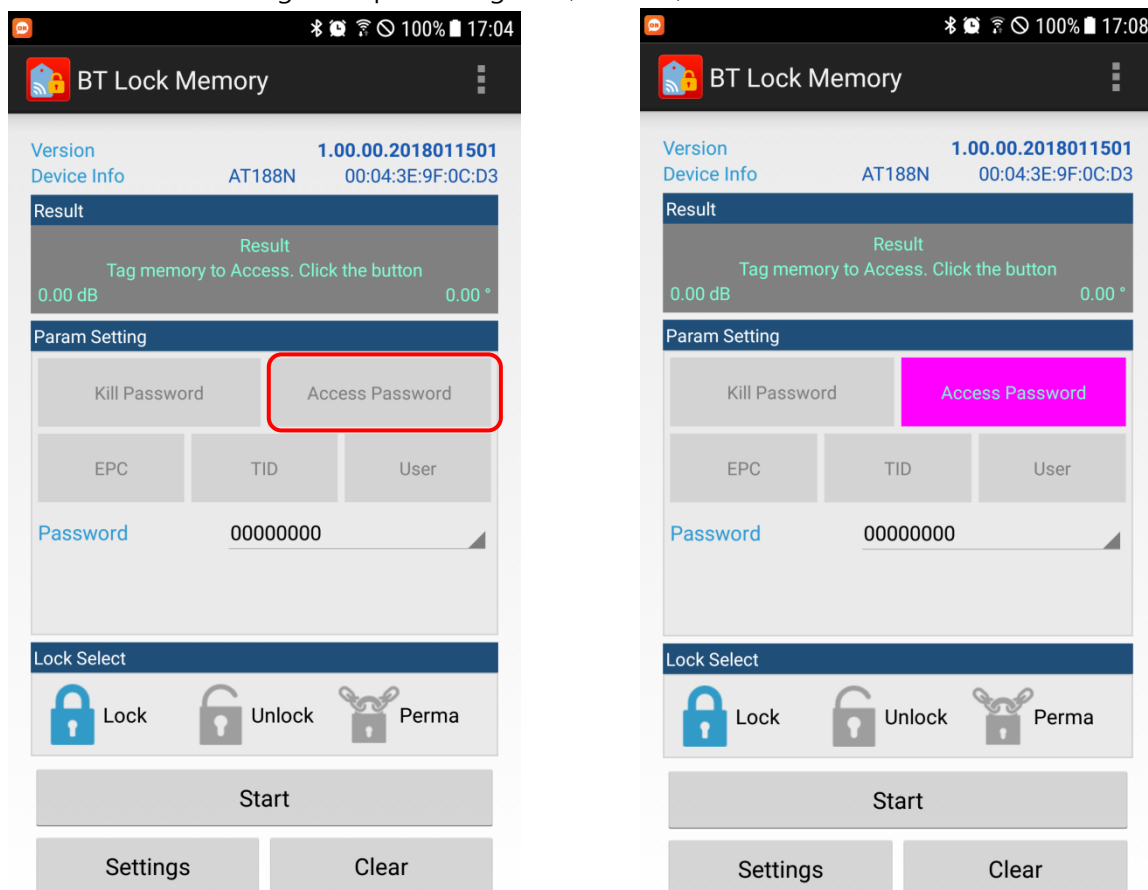 100% 17:04
BT Lock Memory
Version 1.00.00.2018011501
Device Info AT188N 00:04:3E:9F:0C:D3
Result
Result
Tag memory to Access. Click the button
0.00 dB 0.00 °
Param Setting
Kill Password Access Password
EPC TID User
Password 00000000
Lock Select
Lock Unlock Perma
Start
Settings Clear
100% 17:08
BT Lock Memory
Version 1.00.00.2018011501
Device Info AT188N 00:04:3E:9F:0C:D3
Result
Result
Tag memory to Access. Click the button
0.00 dB 0.00 °
Param Setting
Kill Password Access Password
EPC TID User
Password 00000000
Lock Select
Lock Unlock Perma
Start
Settings Clear